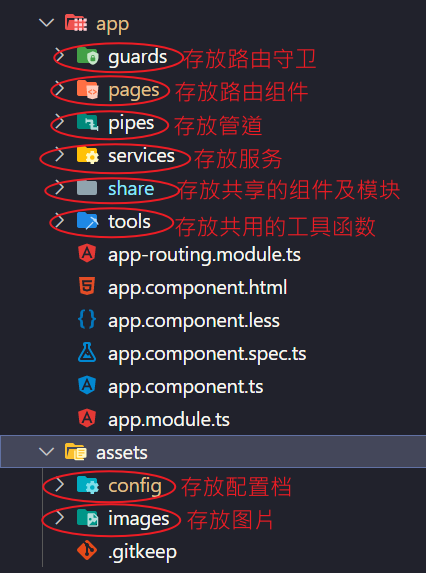 app
guards 存放路由守卫
pages 存放路由组件
pipes 存放管道
services 存放服务
share 存放共享的组件及模块
tools 存放共用的工具函数
app-routing.module.ts
app.component.html
app.component.less
app.component.spec.ts
app.component.ts
app.module.ts
assets
config 存放配置档
images 存放图片
.gitkeep